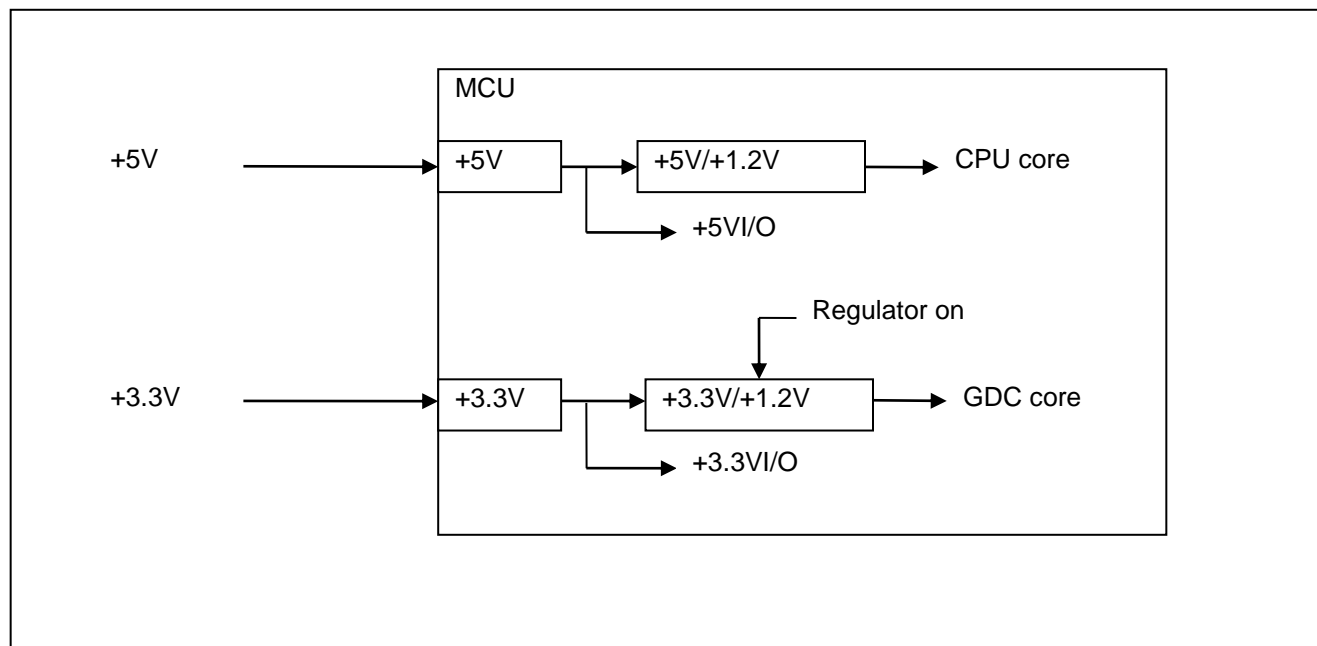 MCU
+5V
+5V
+5V/+1.2V
CPU core
+5VI/O
Regulator on
+3.3V
+3.3V
+3.3V/+1.2V
GDC core
+3.3VI/O